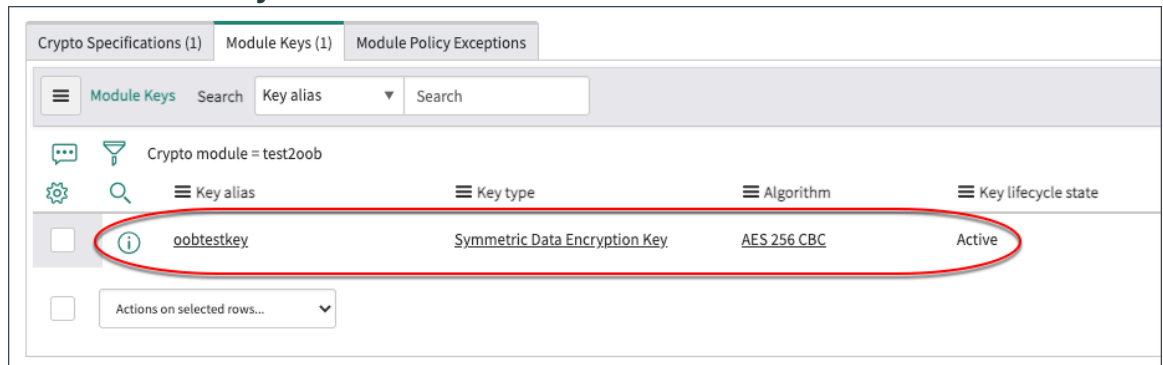 Crypto Specifications (1) Module Keys (1) Module Policy Exceptions
Module Keys Search Key alias Search
Crypto module = test2oob
Key alias Key type Algorithm Key lifecycle state
oobtestkey Symmetric Data Encryption Key AES 256 CBC Active
Actions on selected rows...